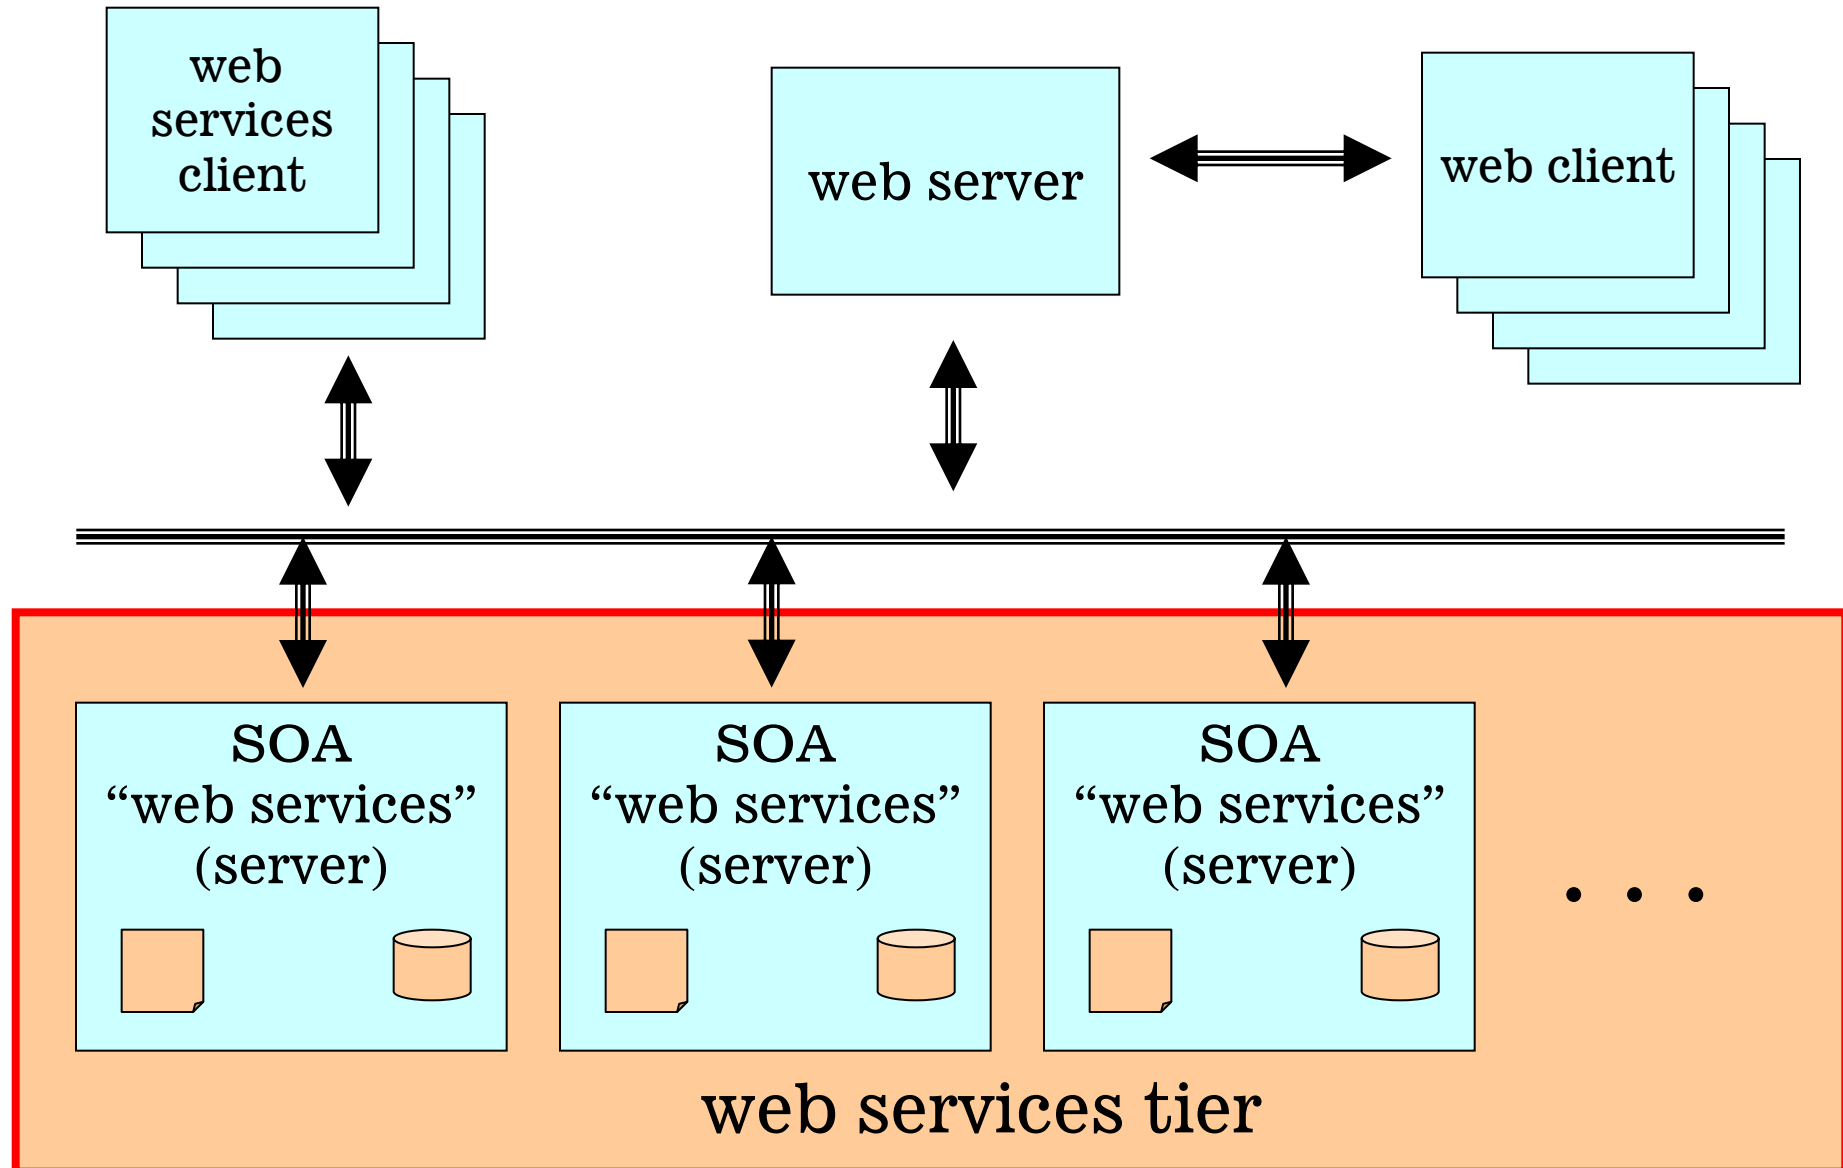 web
services
client
web server
web client
SOA
“web services”
(server)
SOA
“web services”
(server)
SOA
“web services”
(server)
. . .
web services tier